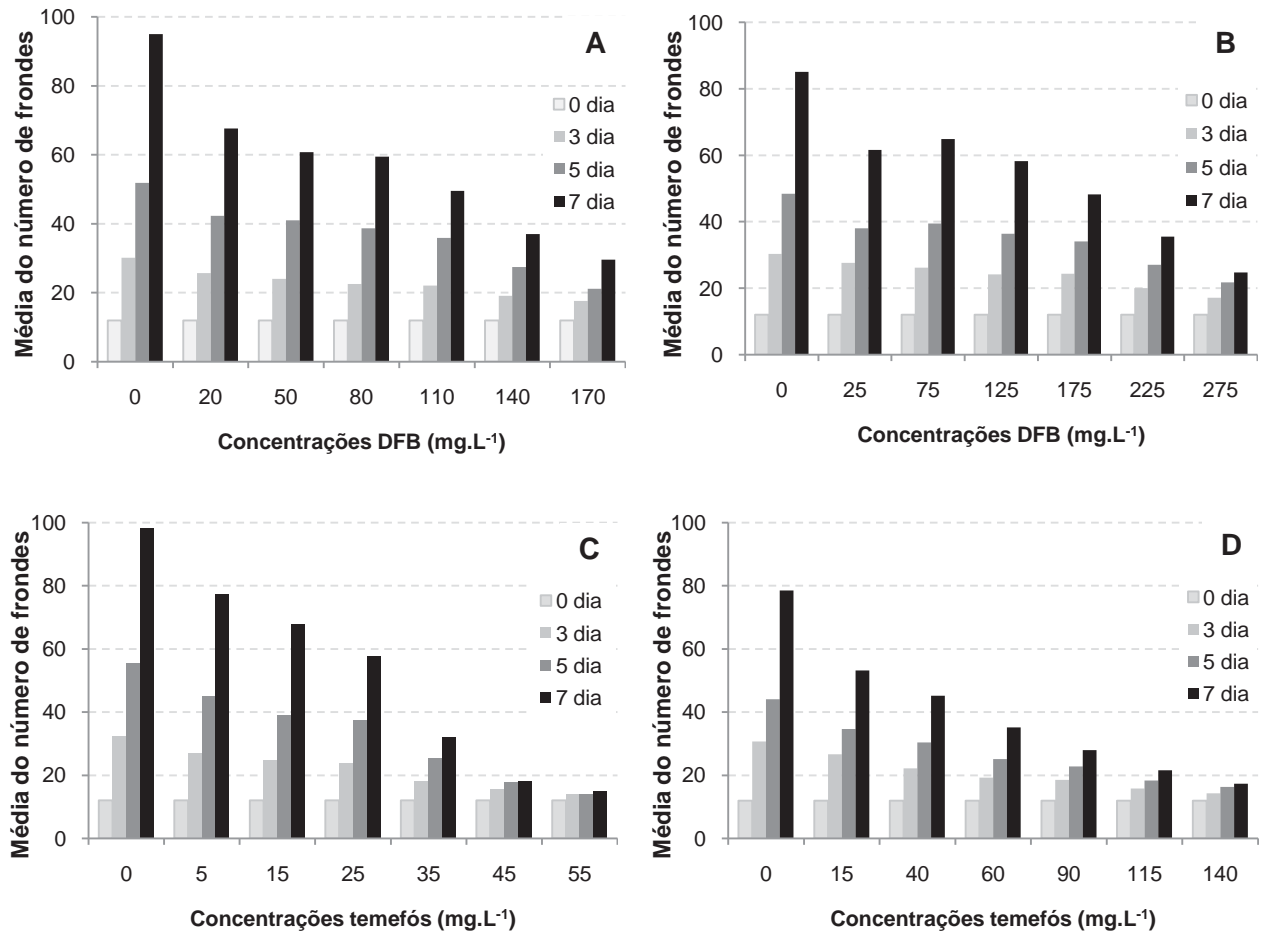 100
80
60
40
20
0
Média do número de frondes
A
0 dia
3 dia
5 dia
7 dia
0 20 50 80 110 140 170
Concentrações DFB (mg.L⁻¹)
100
80
60
40
20
0
Média do número de frondes
B
0 dia
3 dia
5 dia
7 dia
0 25 75 125 175 225 275
Concentrações DFB (mg.L⁻¹)
100
80
60
40
20
0
Média do número de frondes
C
0 dia
3 dia
5 dia
7 dia
0 5 15 25 35 45 55
Concentrações temefós (mg.L⁻¹)
100
80
60
40
20
0
Média do número de frondes
D
0 dia
3 dia
5 dia
7 dia
0 15 40 60 90 115 140
Concentrações temefós (mg.L⁻¹)